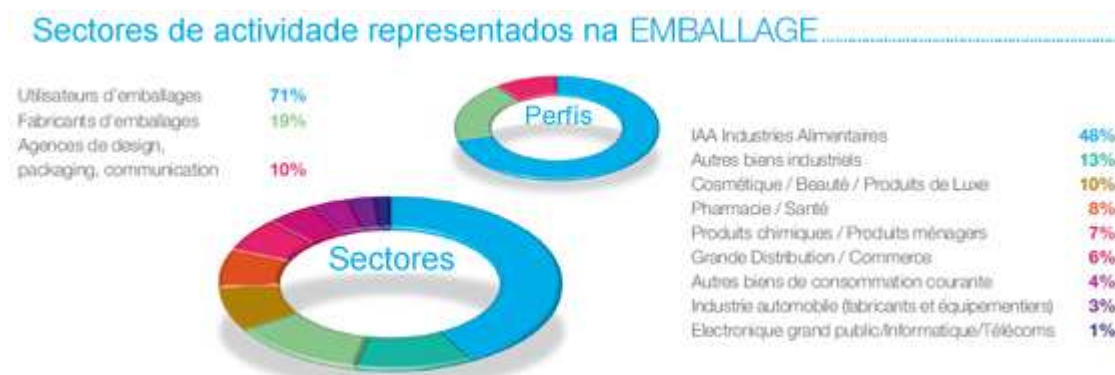 Sectores de actividade representados na EMBALLAGE
Utilisateurs d'emballages 71%
Fabricants d'emballages 19%
Agences de design,
packaging, communication 10%
Perfis
Sectores
IAA Industries Alimentaires 48%
Autres biens industriels 13%
Cosmétique / Beauté / Produits de Luxe 10%
Pharmacie / Santé 8%
Produits chimiques / Produits ménagers 7%
Grande Distribution / Commerce 6%
Autres biens de consommation courante 4%
Industrie automobile (fabricants et équipementiers) 3%
Electronique grand public/Informatique/Télécoms 1%